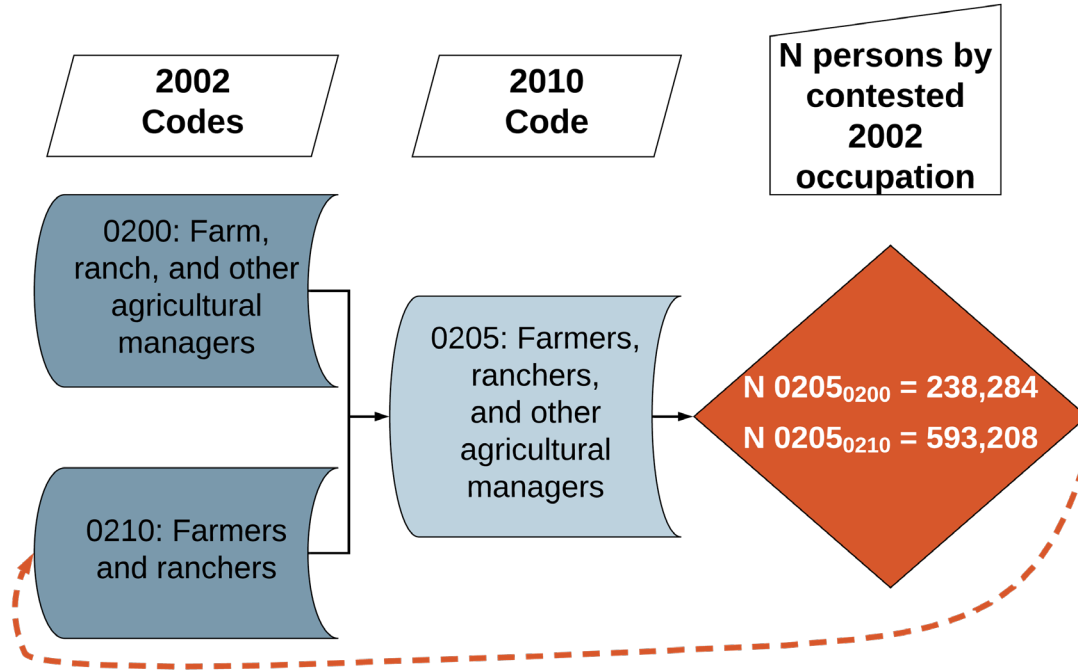 2002
Codes
2010
Code
N persons by
contested
2002
occupation
0200: Farm,
ranch, and other
agricultural
managers
0205: Farmers,
ranchers,
and other
agricultural
managers
N 0205₀₂₀₀ = 238,284
N 0205₀₂₁₀ = 593,208
0210: Farmers
and ranchers